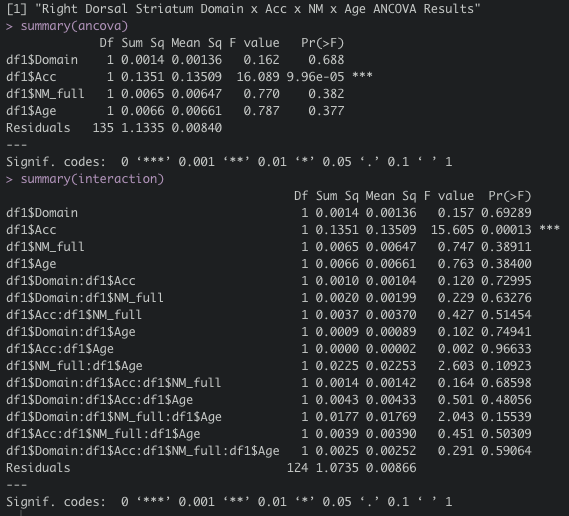 [1] "Right Dorsal Striatum Domain x Acc x NM x Age ANCOVA Results"
> summary(ancova)
             Df Sum Sq Mean Sq F value   Pr(>F)
df1$Domain    1 0.0014 0.00136   0.162    0.688
df1$Acc       1 0.1351 0.13509  16.089 9.96e-05 ***
df1$NM_full   1 0.0065 0.00647   0.770    0.382
df1$Age       1 0.0066 0.00661   0.787    0.377
Residuals   135 1.1335 0.00840
---
Signif. codes:  0 ‘***’ 0.001 ‘**’ 0.01 ‘*’ 0.05 ‘.’ 0.1 ‘ ’ 1
> summary(interaction)
                                       Df Sum Sq Mean Sq F value  Pr(>F)
df1$Domain                              1 0.0014 0.00136   0.157 0.69289
df1$Acc                                 1 0.1351 0.13509  15.605 0.00013 ***
df1$NM_full                             1 0.0065 0.00647   0.747 0.38911
df1$Age                                 1 0.0066 0.00661   0.763 0.38400
df1$Domain:df1$Acc                      1 0.0010 0.00104   0.120 0.72995
df1$Domain:df1$NM_full                  1 0.0020 0.00199   0.229 0.63276
df1$Acc:df1$NM_full                     1 0.0037 0.00370   0.427 0.51454
df1$Domain:df1$Age                      1 0.0009 0.00089   0.102 0.74941
df1$Acc:df1$Age                         1 0.0000 0.00002   0.002 0.96633
df1$NM_full:df1$Age                     1 0.0225 0.02253   2.603 0.10923
df1$Domain:df1$Acc:df1$NM_full          1 0.0014 0.00142   0.164 0.68598
df1$Domain:df1$Acc:df1$Age              1 0.0043 0.00433   0.501 0.48056
df1$Domain:df1$NM_full:df1$Age          1 0.0177 0.01769   2.043 0.15539
df1$Acc:df1$NM_full:df1$Age             1 0.0039 0.00390   0.451 0.50309
df1$Domain:df1$Acc:df1$NM_full:df1$Age  1 0.0025 0.00252   0.291 0.59064
Residuals                             124 1.0735 0.00866
---
Signif. codes:  0 ‘***’ 0.001 ‘**’ 0.01 ‘*’ 0.05 ‘.’ 0.1 ‘ ’ 1